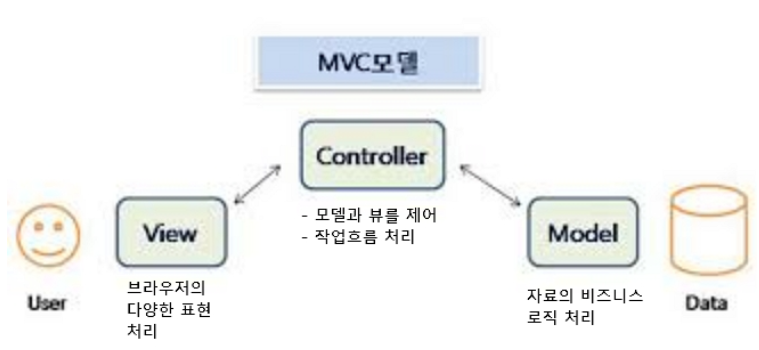 MVC모델
Controller
- 모델과 뷰를 제어
- 작업흐름 처리
View
브라우저의
다양한 표현
처리
Model
자료의 비즈니스
로직 처리
User
Data